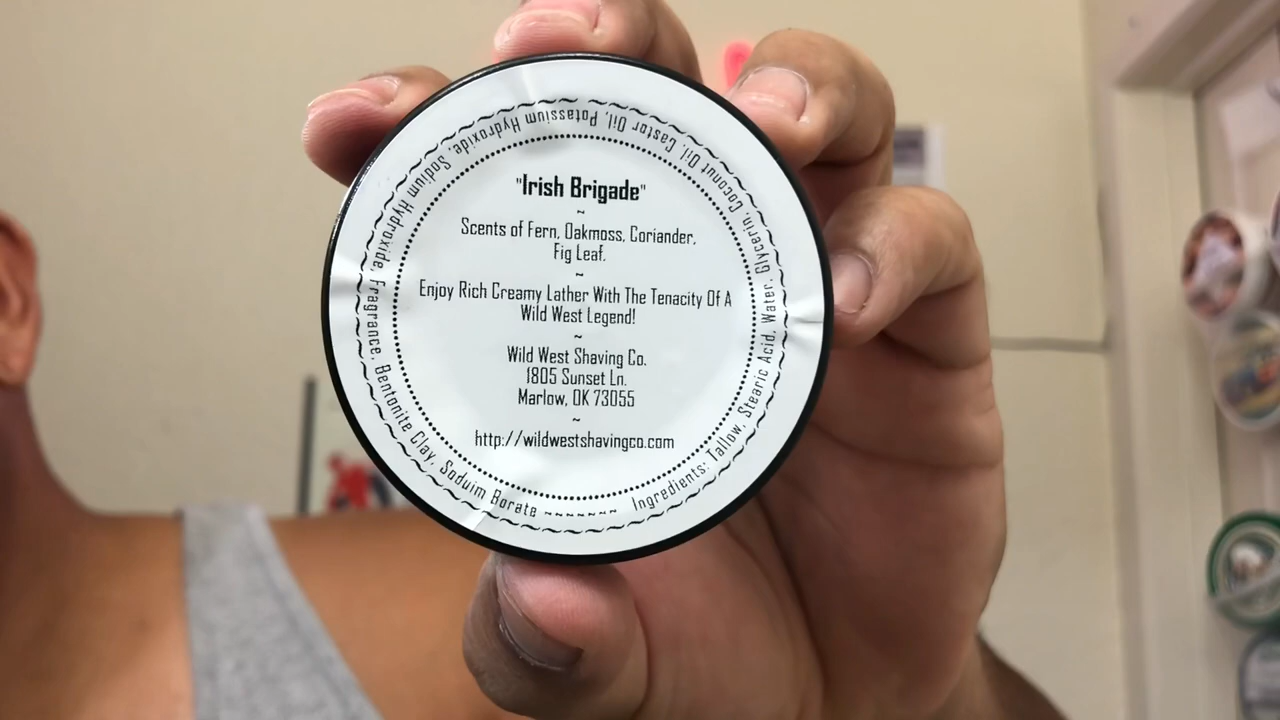 "Irish Brigade"
~
Scents of Fern, Oakmoss, Coriander,
Fig Leaf.
~
Enjoy Rich Creamy Lather With The Tenacity Of A
Wild West Legend!
~
Wild West Shaving Co.
1805 Sunset Ln.
Marlow, OK 73055
~
http://wildwestshavingco.com
Ingredients: Tallow, Stearic Acid, Water, Glycerin, Coconut Oil, Castor Oil, Potassium Hydroxide, Sodium Hydroxide, Fragrance, Bentonite Clay, Soduim Borate ~~~~~~~